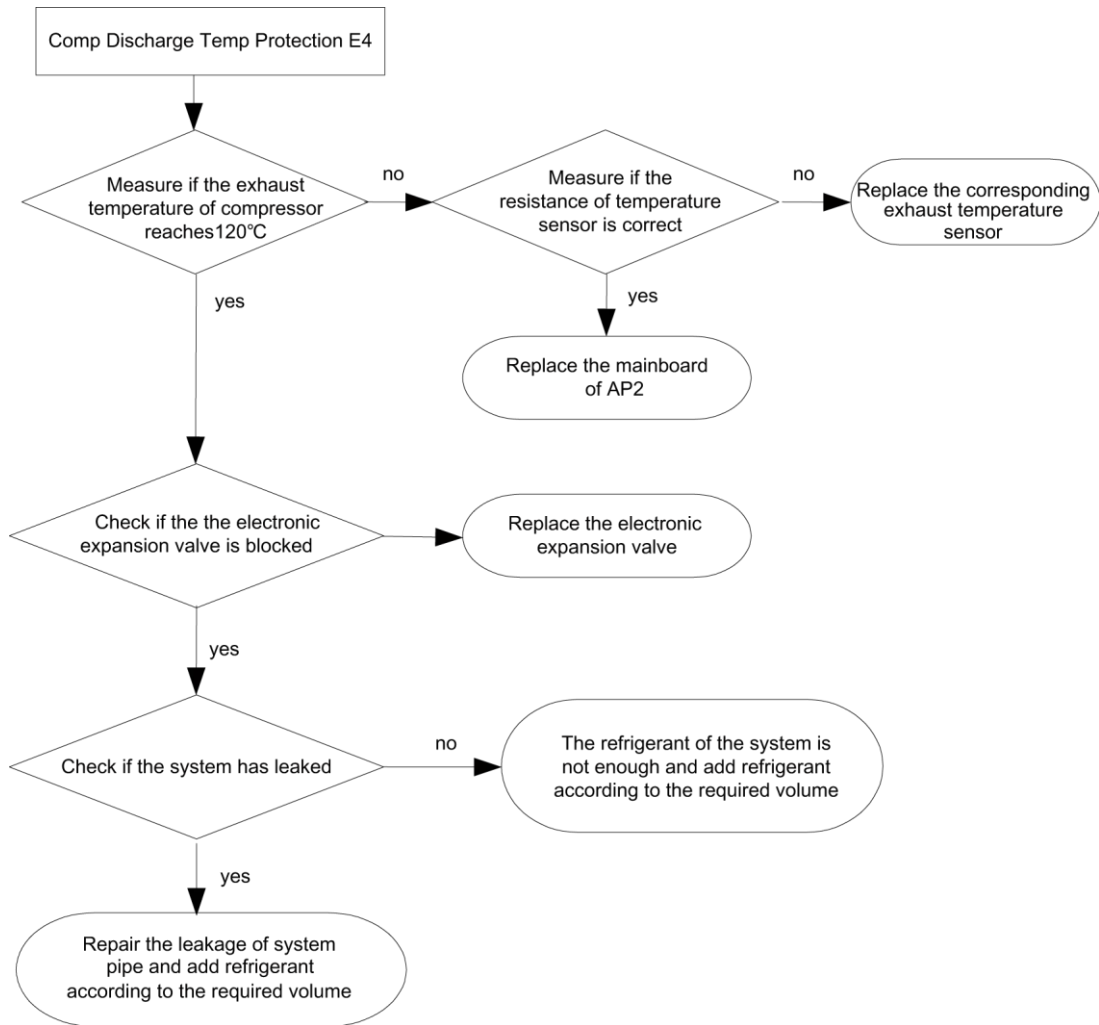 Comp Discharge Temp Protection E4
Measure if the exhaust
temperature of compressor
reaches120℃
no
Measure if the
resistance of temperature
sensor is correct
no
Replace the corresponding
exhaust temperature
sensor
yes
yes
Replace the mainboard
of AP2
Check if the the electronic
expansion valve is blocked
Replace the electronic
expansion valve
yes
Check if the system has leaked
no
The refrigerant of the system is
not enough and add refrigerant
according to the required volume
yes
Repair the leakage of system
pipe and add refrigerant
according to the required volume